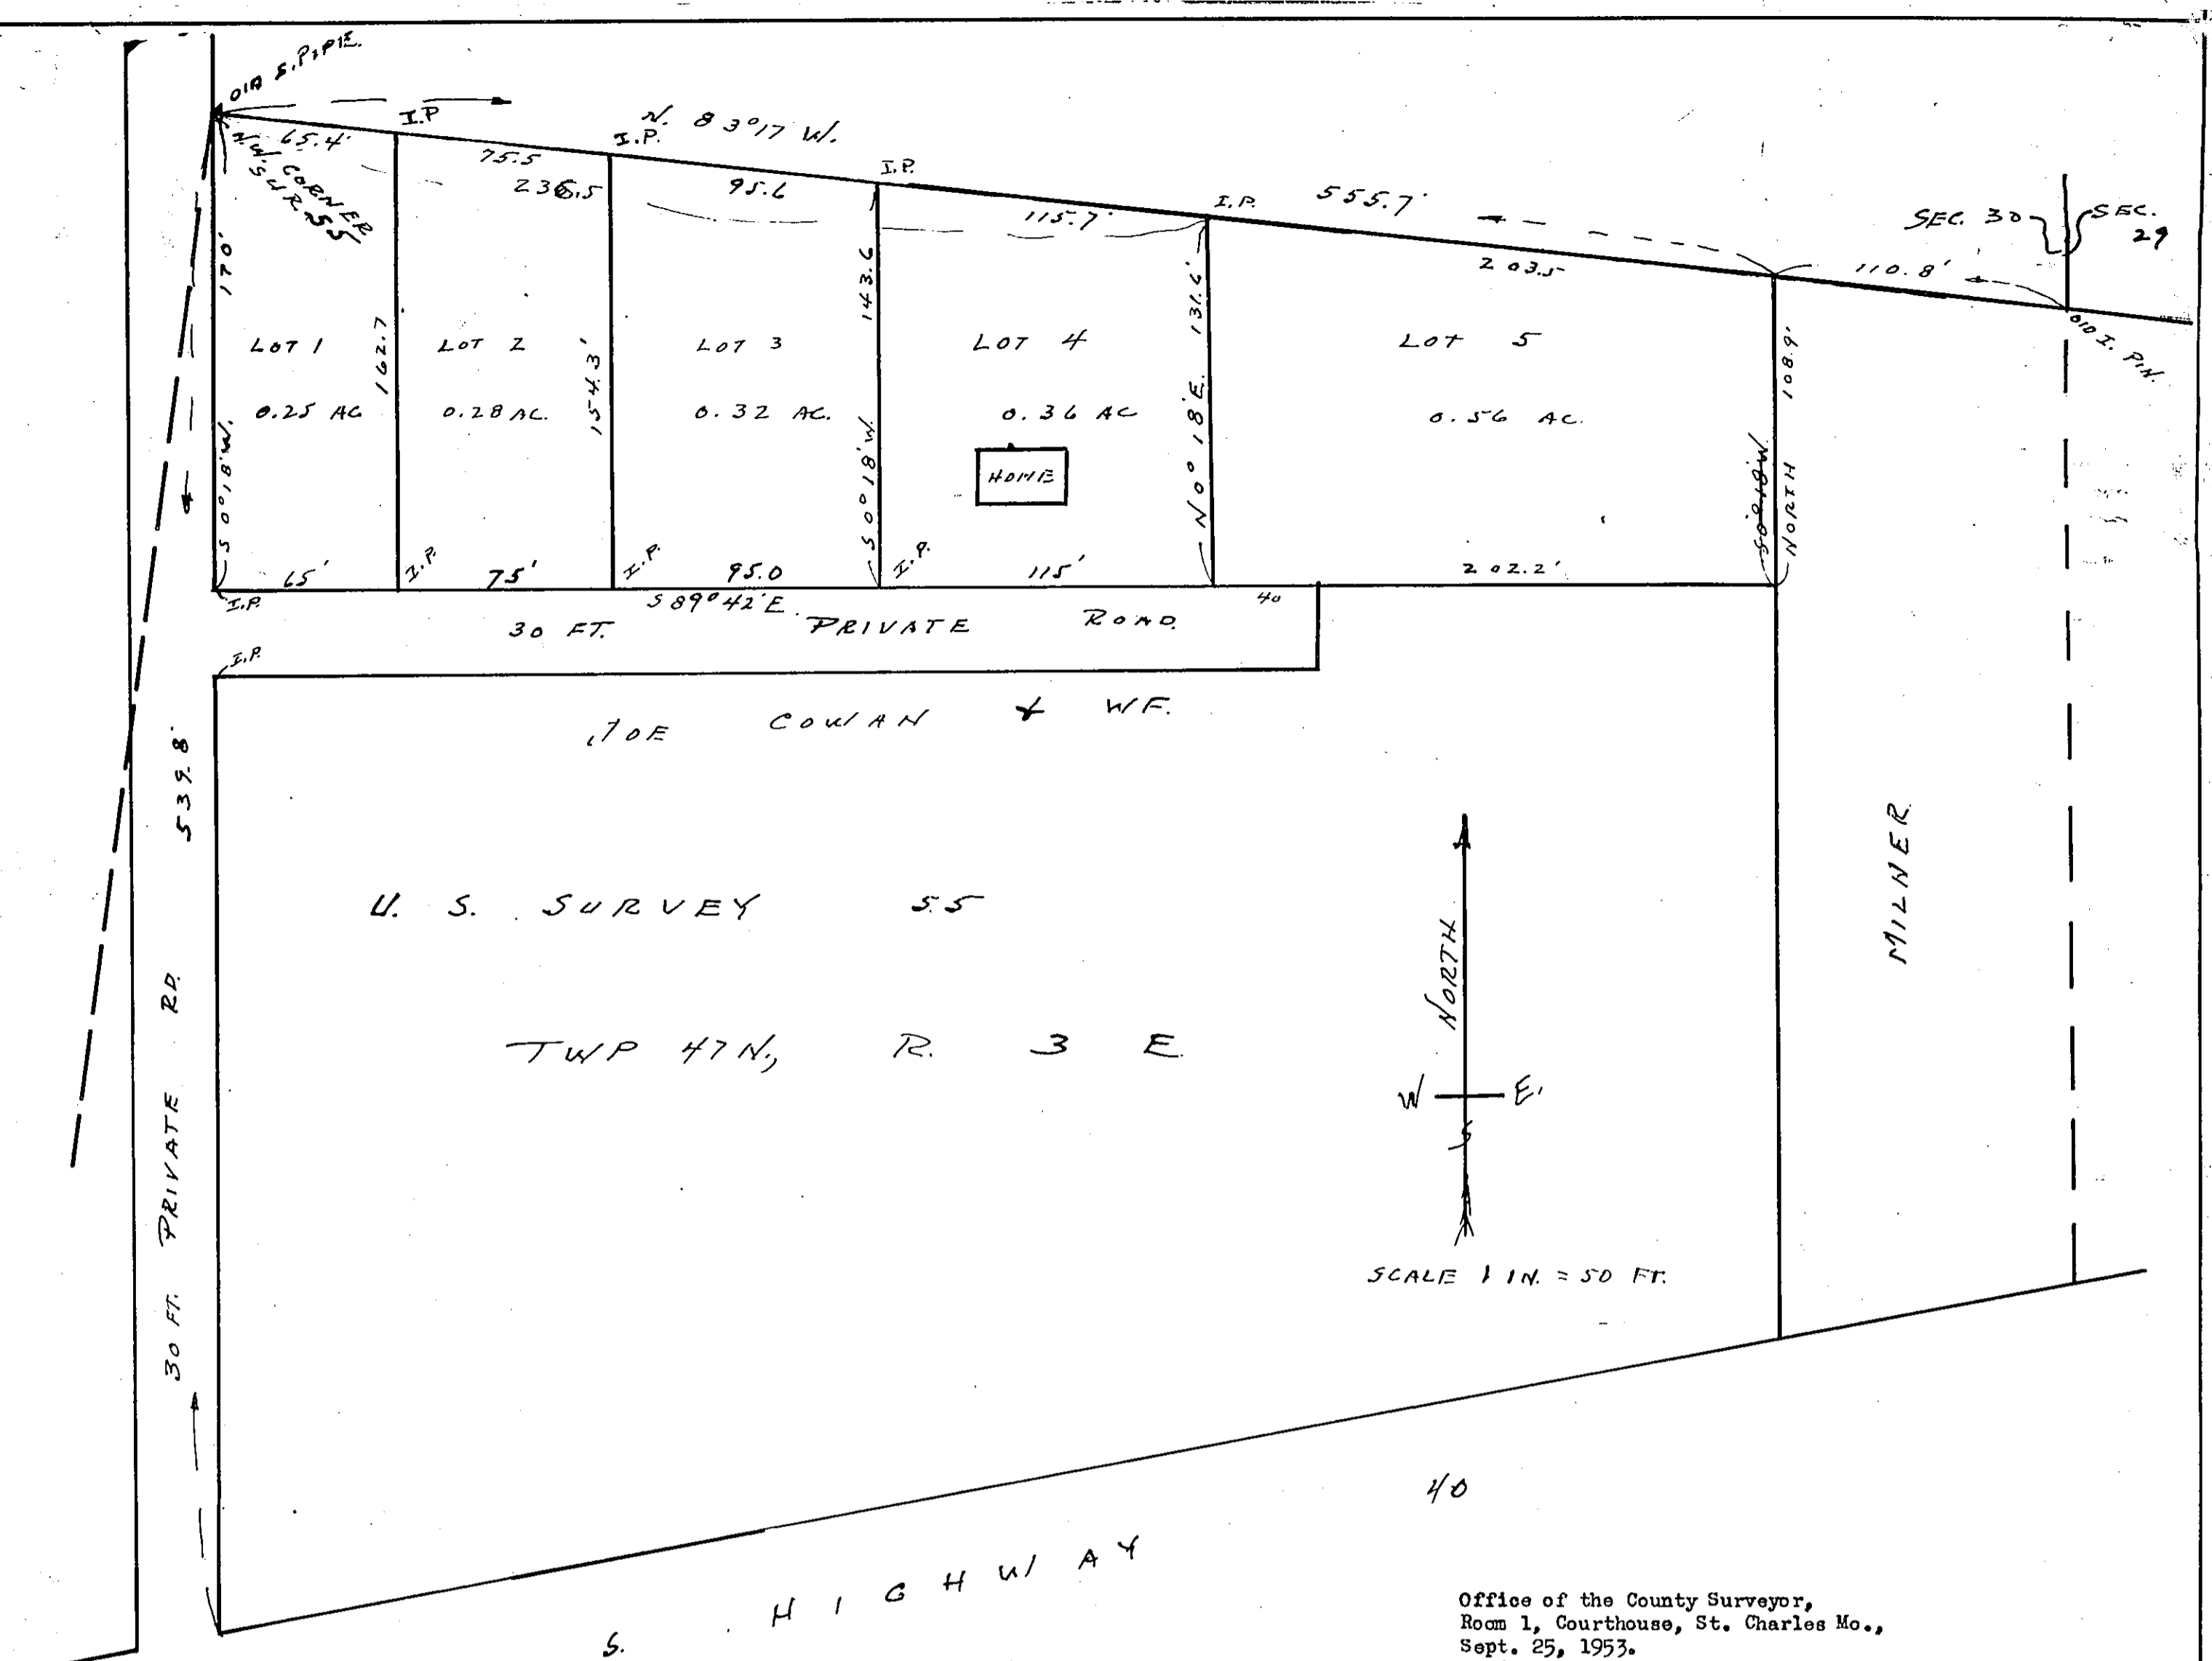 Old S. PIPE.
N. 83°17 W.
I.P
I.P.
I.P.
I.P.
555.7'
65.4'
75.5
236.5
95.6
115.7'
203.5
110.8'
SEC. 30
SEC.
29
OLD I. PIN.
N.W. CORNER
SUR. 55
170'
S 0°18'W.
162.7
154.3'
143.6
S 0°18'W.
131.6'
N 0°18'E.
108.9'
S0°18'W
NORTH
LOT 1
0.25 AC
LOT 2
0.28 AC.
LOT 3
0.32 AC.
LOT 4
0.36 AC
HOME
LOT 5
0.56 AC.
65'
I.P.
75'
I.P.
95.0
I.P.
115'
202.2'
I.P.
S 89°42'E.
40
30 FT. PRIVATE ROAD.
I.P.
JOE COWAN & WF.
539.8'
30 FT. PRIVATE RD.
U. S. SURVEY 55
TWP 47N., R. 3 E.
MILNER
NORTH
W E.
S
SCALE 1 IN. = 50 FT.
S. HIGHWAY 40
Office of the County Surveyor,
Room 1, Courthouse, St. Charles Mo.,
Sept. 25, 1953.